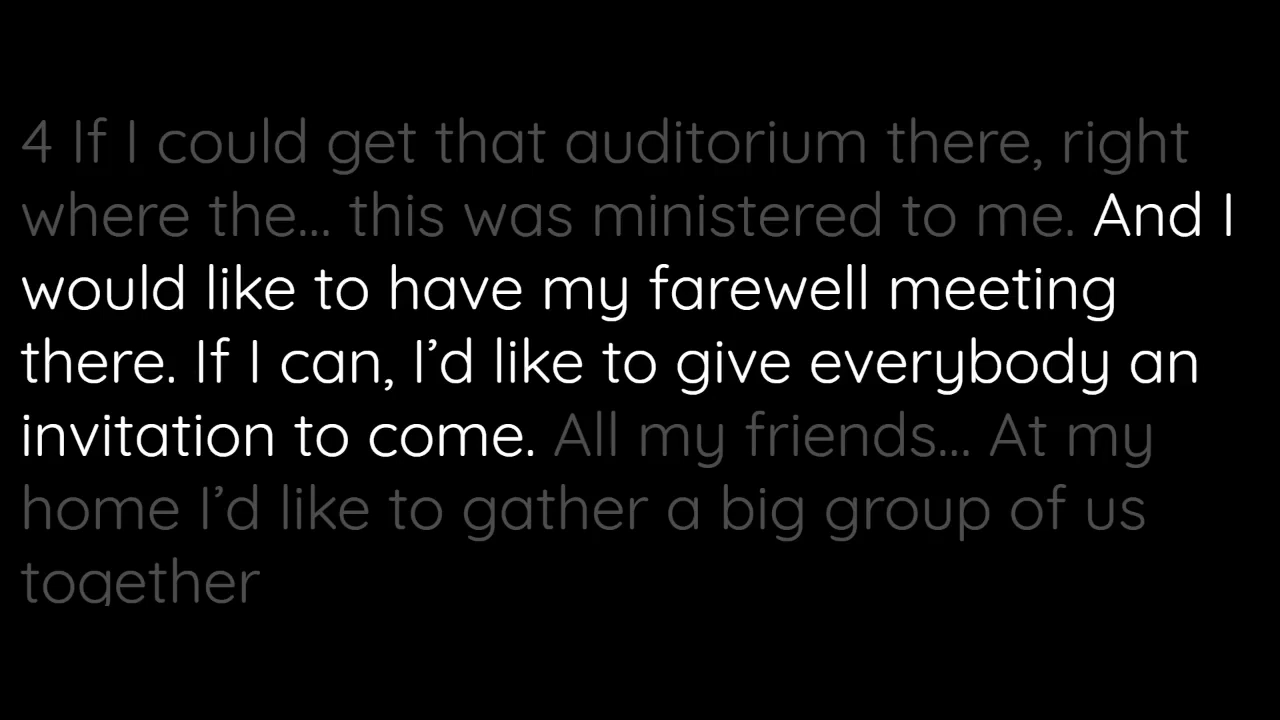 4 If I could get that auditorium there, right
where the... this was ministered to me. And I
would like to have my farewell meeting
there. If I can, I’d like to give everybody an
invitation to come. All my friends... At my
home I’d like to gather a big group of us
together